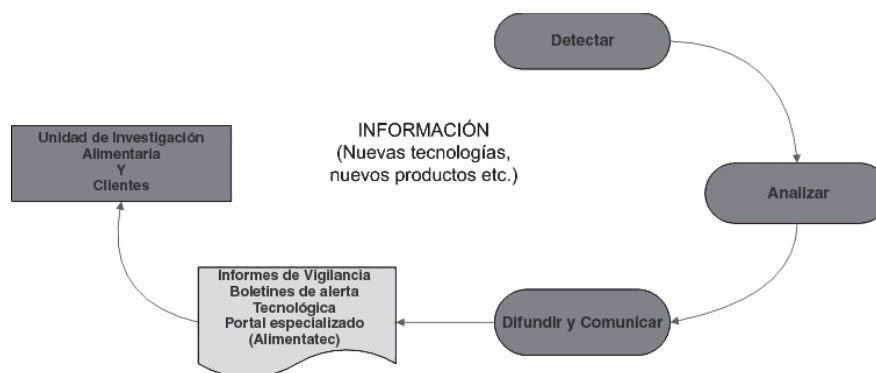 Detectar
Unidad de Investigación
Alimentaria
Y
Clientes
INFORMACIÓN
(Nuevas tecnologías,
nuevos productos etc.)
Analizar
Informes de Vigilancia
Boletines de alerta
Tecnológica
Portal especializado
(Alimentatec)
Difundir y Comunicar